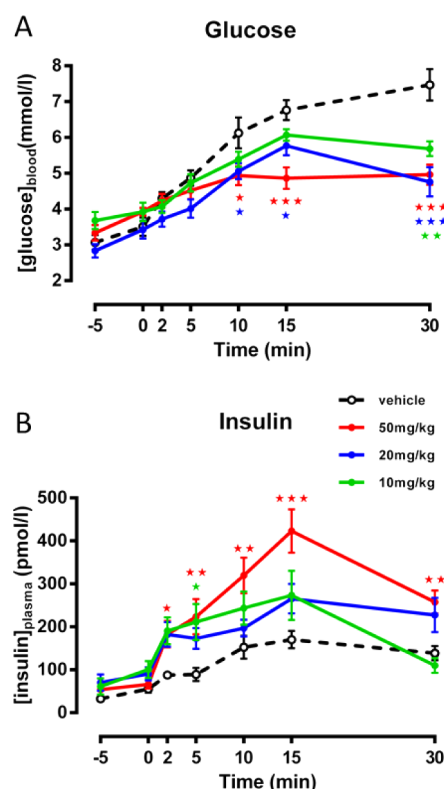 A
Glucose
[glucose]blood(mmol/l)
8
7
6
5
4
3
2
-5 0 2 5 10 15 30
★ ★★★ ★★★
★ ★ ★★★
★★
Time (min)
B
Insulin
vehicle
50mg/kg
20mg/kg
10mg/kg
[insulin]plasma (pmol/l)
500
400
300
200
100
0
★★★
★★ ★★ ★★
★ ★
-5 0 2 5 10 15 30
Time (min)